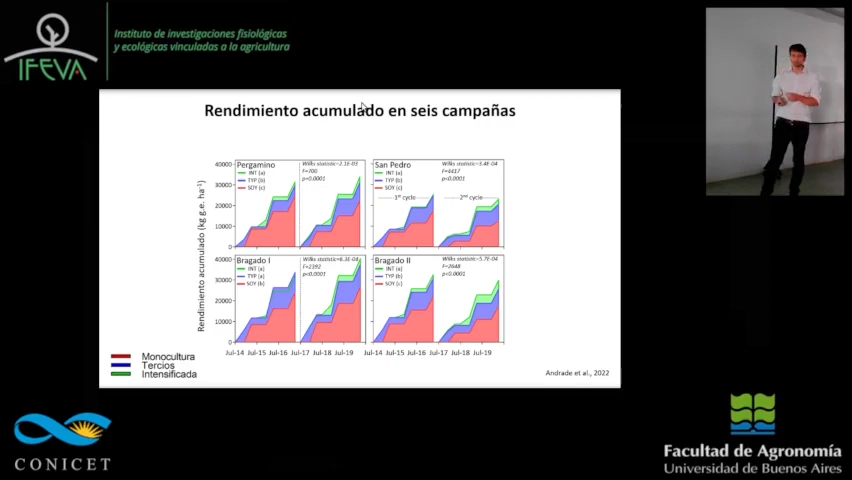 IFEVA
Instituto de investigaciones fisiológicas
y ecológicas vinculadas a la agricultura
Rendimiento acumulado en seis campañas
Rendimiento acumulado (kg g.e. ha⁻¹)
40000
30000
20000
10000
0
Pergamino
INT (a)
TYP (b)
SOY (c)
Wilks statistic=2.1E-03
F=700
p=0.0001
San Pedro
INT (a)
TYP (b)
SOY (c)
Wilks statistic=3.4E-04
F=4417
p<0.0001
1st cycle
2nd cycle
40000
30000
20000
10000
0
Bragado I
INT (a)
TYP (a)
SOY (b)
Wilks statistic=6.3E-04
F=2392
p<0.0001
Bragado II
INT (a)
TYP (b)
SOY (c)
Wilks statistic=5.7E-04
F=2648
p=0.0001
Jul-14 Jul-15 Jul-16 Jul-17 Jul-18 Jul-19 Jul-14 Jul-15 Jul-16 Jul-17 Jul-18 Jul-19
Monocultura
Tercios
Intensificada
Andrade et al., 2022
CONICET
Facultad de Agronomía
Universidad de Buenos Aires